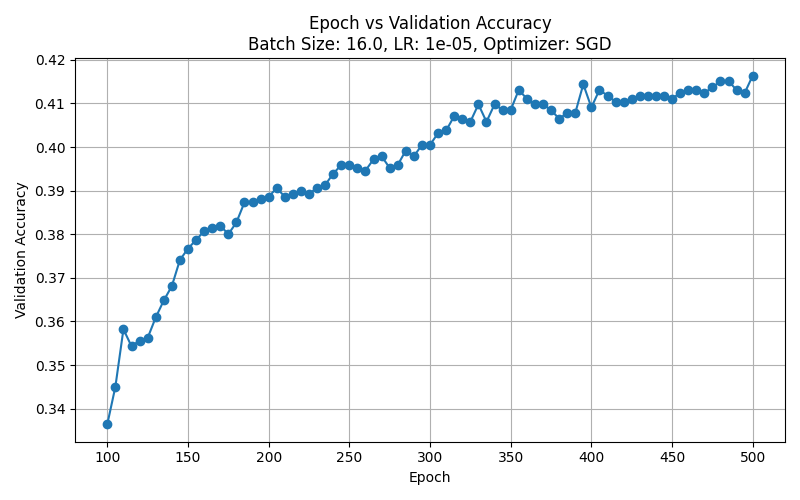 Epoch vs Validation Accuracy
Batch Size: 16.0, LR: 1e-05, Optimizer: SGD
0.42
0.41
0.40
0.39
0.38
0.37
0.36
0.35
0.34
Validation Accuracy
100 150 200 250 300 350 400 450 500
Epoch